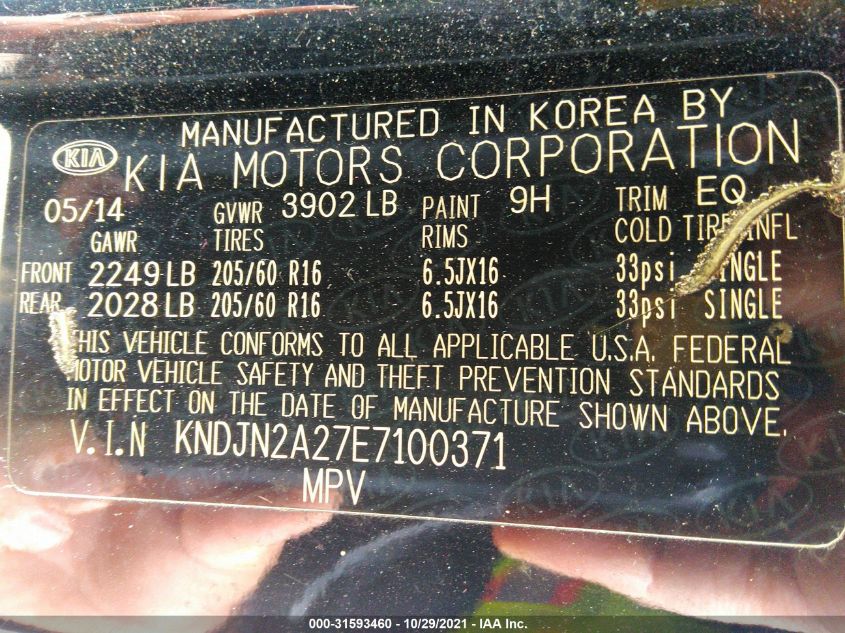 MANUFACTURED IN KOREA BY
KIA KIA MOTORS CORPORATION
05/14 GVWR 3902 LB PAINT 9H TRIM EQ
GAWR TIRES RIMS COLD TIRE INFL
FRONT 2249 LB 205/60 R16 6.5JX16 33psi SINGLE
REAR 2028 LB 205/60 R16 6.5JX16 33psi SINGLE
THIS VEHICLE CONFORMS TO ALL APPLICABLE U.S.A. FEDERAL
MOTOR VEHICLE SAFETY AND THEFT PREVENTION STANDARDS
IN EFFECT ON THE DATE OF MANUFACTURE SHOWN ABOVE.
V.I.N KNDJN2A27E7100371
MPV
000-31593460 - 10/29/2021 - IAA Inc.